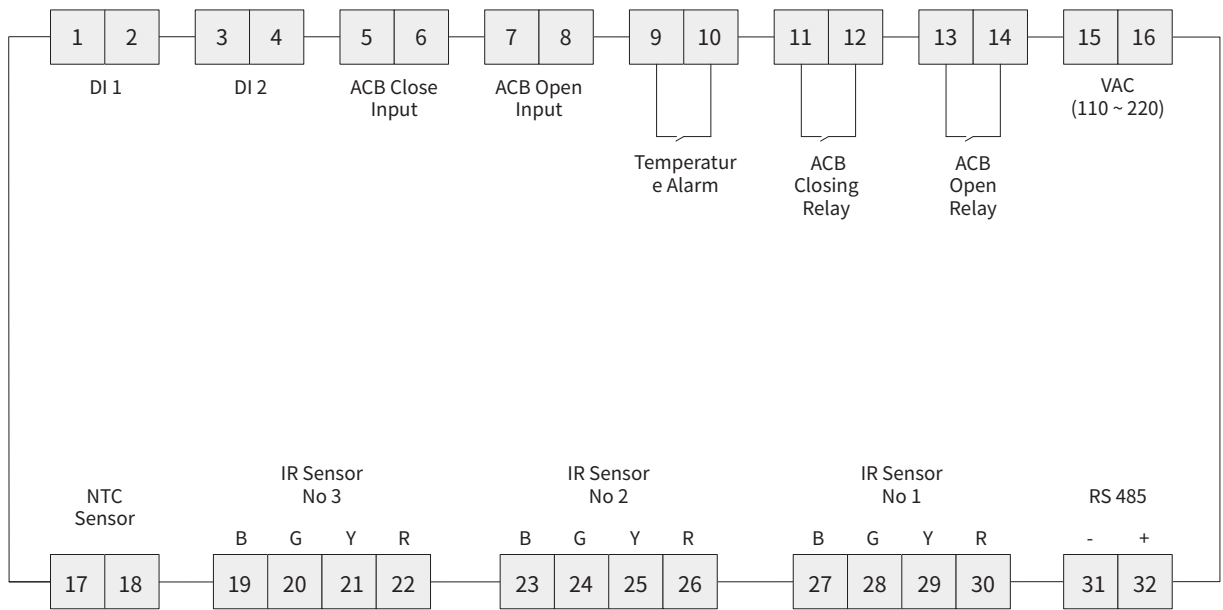 1 2 3 4 5 6 7 8 9 10 11 12 13 14 15 16
DI 1
DI 2
ACB Close
Input
ACB Open
Input
Temperatur
e Alarm
ACB
Closing
Relay
ACB
Open
Relay
VAC
(110 ~ 220)
NTC
Sensor
IR Sensor
No 3
B G Y R
IR Sensor
No 2
B G Y R
IR Sensor
No 1
B G Y R
RS 485
- +
17 18 19 20 21 22 23 24 25 26 27 28 29 30 31 32